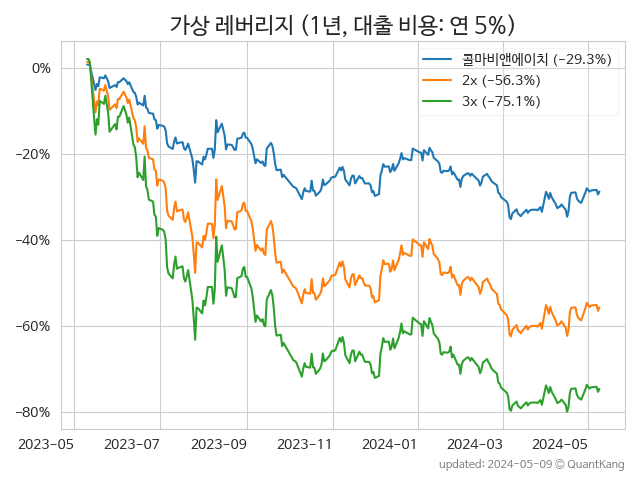 가상 레버리지 (1년, 대출 비용: 연 5%)
콜마비앤에이치 (−29.3%)
2x (−56.3%)
3x (−75.1%)
0%
−20%
−40%
−60%
−80%
2023-05 2023-07 2023-09 2023-11 2024-01 2024-03 2024-05
updated: 2024-05-09 © QuantKang